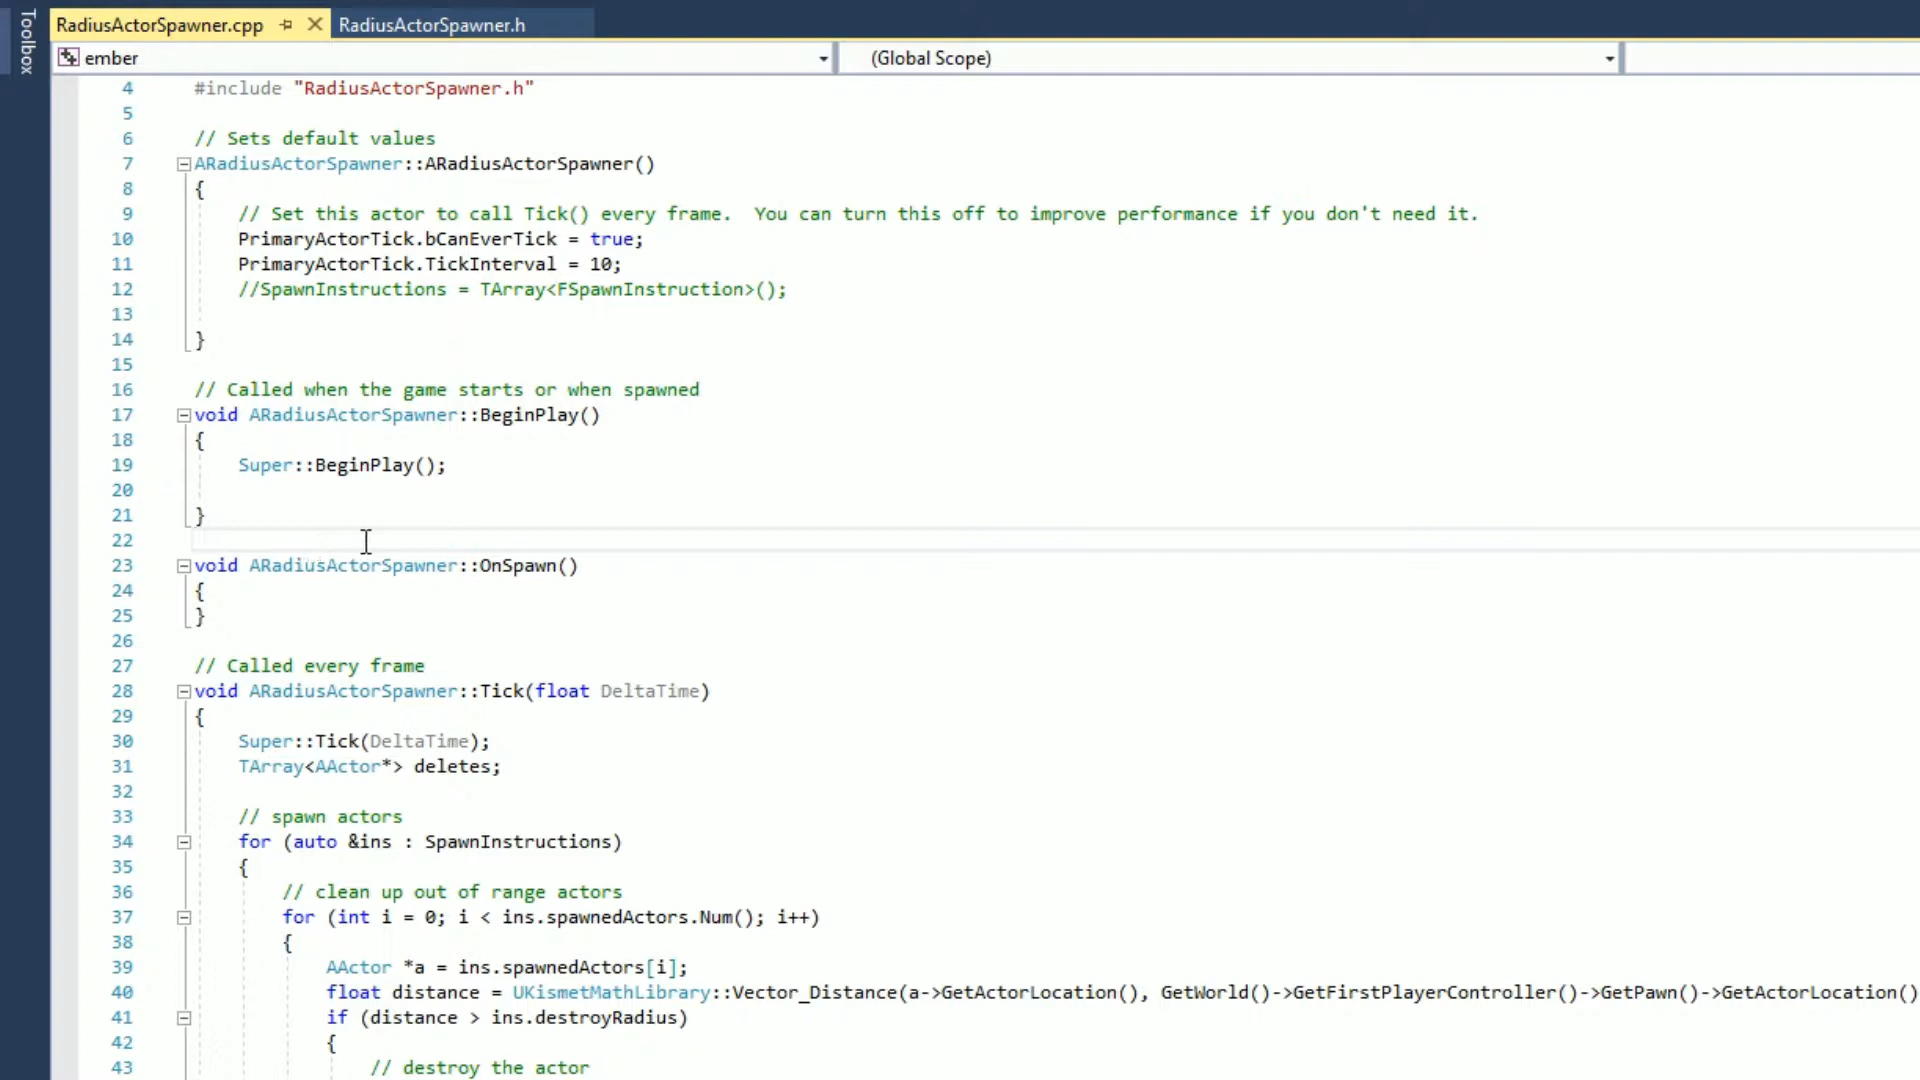 Toolbox
RadiusActorSpawner.cpp RadiusActorSpawner.h
ember (Global Scope)
4 #include "RadiusActorSpawner.h"
5
6 // Sets default values
7 ARadiusActorSpawner::ARadiusActorSpawner()
8 {
9 // Set this actor to call Tick() every frame.  You can turn this off to improve performance if you don't need it.
10 PrimaryActorTick.bCanEverTick = true;
11 PrimaryActorTick.TickInterval = 10;
12 //SpawnInstructions = TArray<FSpawnInstruction>();
13
14 }
15
16 // Called when the game starts or when spawned
17 void ARadiusActorSpawner::BeginPlay()
18 {
19 Super::BeginPlay();
20
21 }
22
23 void ARadiusActorSpawner::OnSpawn()
24 {
25 }
26
27 // Called every frame
28 void ARadiusActorSpawner::Tick(float DeltaTime)
29 {
30 Super::Tick(DeltaTime);
31 TArray<AActor*> deletes;
32
33 // spawn actors
34 for (auto &ins : SpawnInstructions)
35 {
36 // clean up out of range actors
37 for (int i = 0; i < ins.spawnedActors.Num(); i++)
38 {
39 AActor *a = ins.spawnedActors[i];
40 float distance = UKismetMathLibrary::Vector_Distance(a->GetActorLocation(), GetWorld()->GetFirstPlayerController()->GetPawn()->GetActorLocation()
41 if (distance > ins.destroyRadius)
42 {
43 // destroy the actor